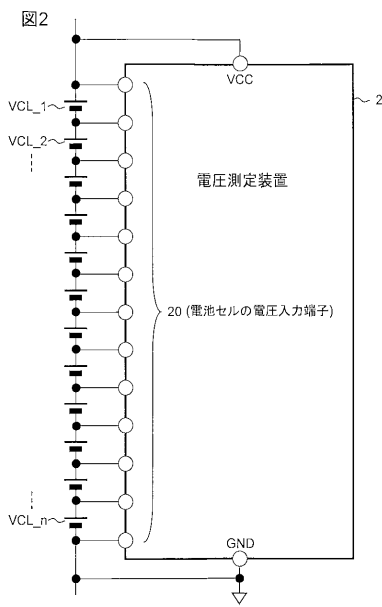 図2
VCC
VCL_1
2
VCL_2
電圧測定装置
20 (電池セルの電圧入力端子)
VCL_n
GND